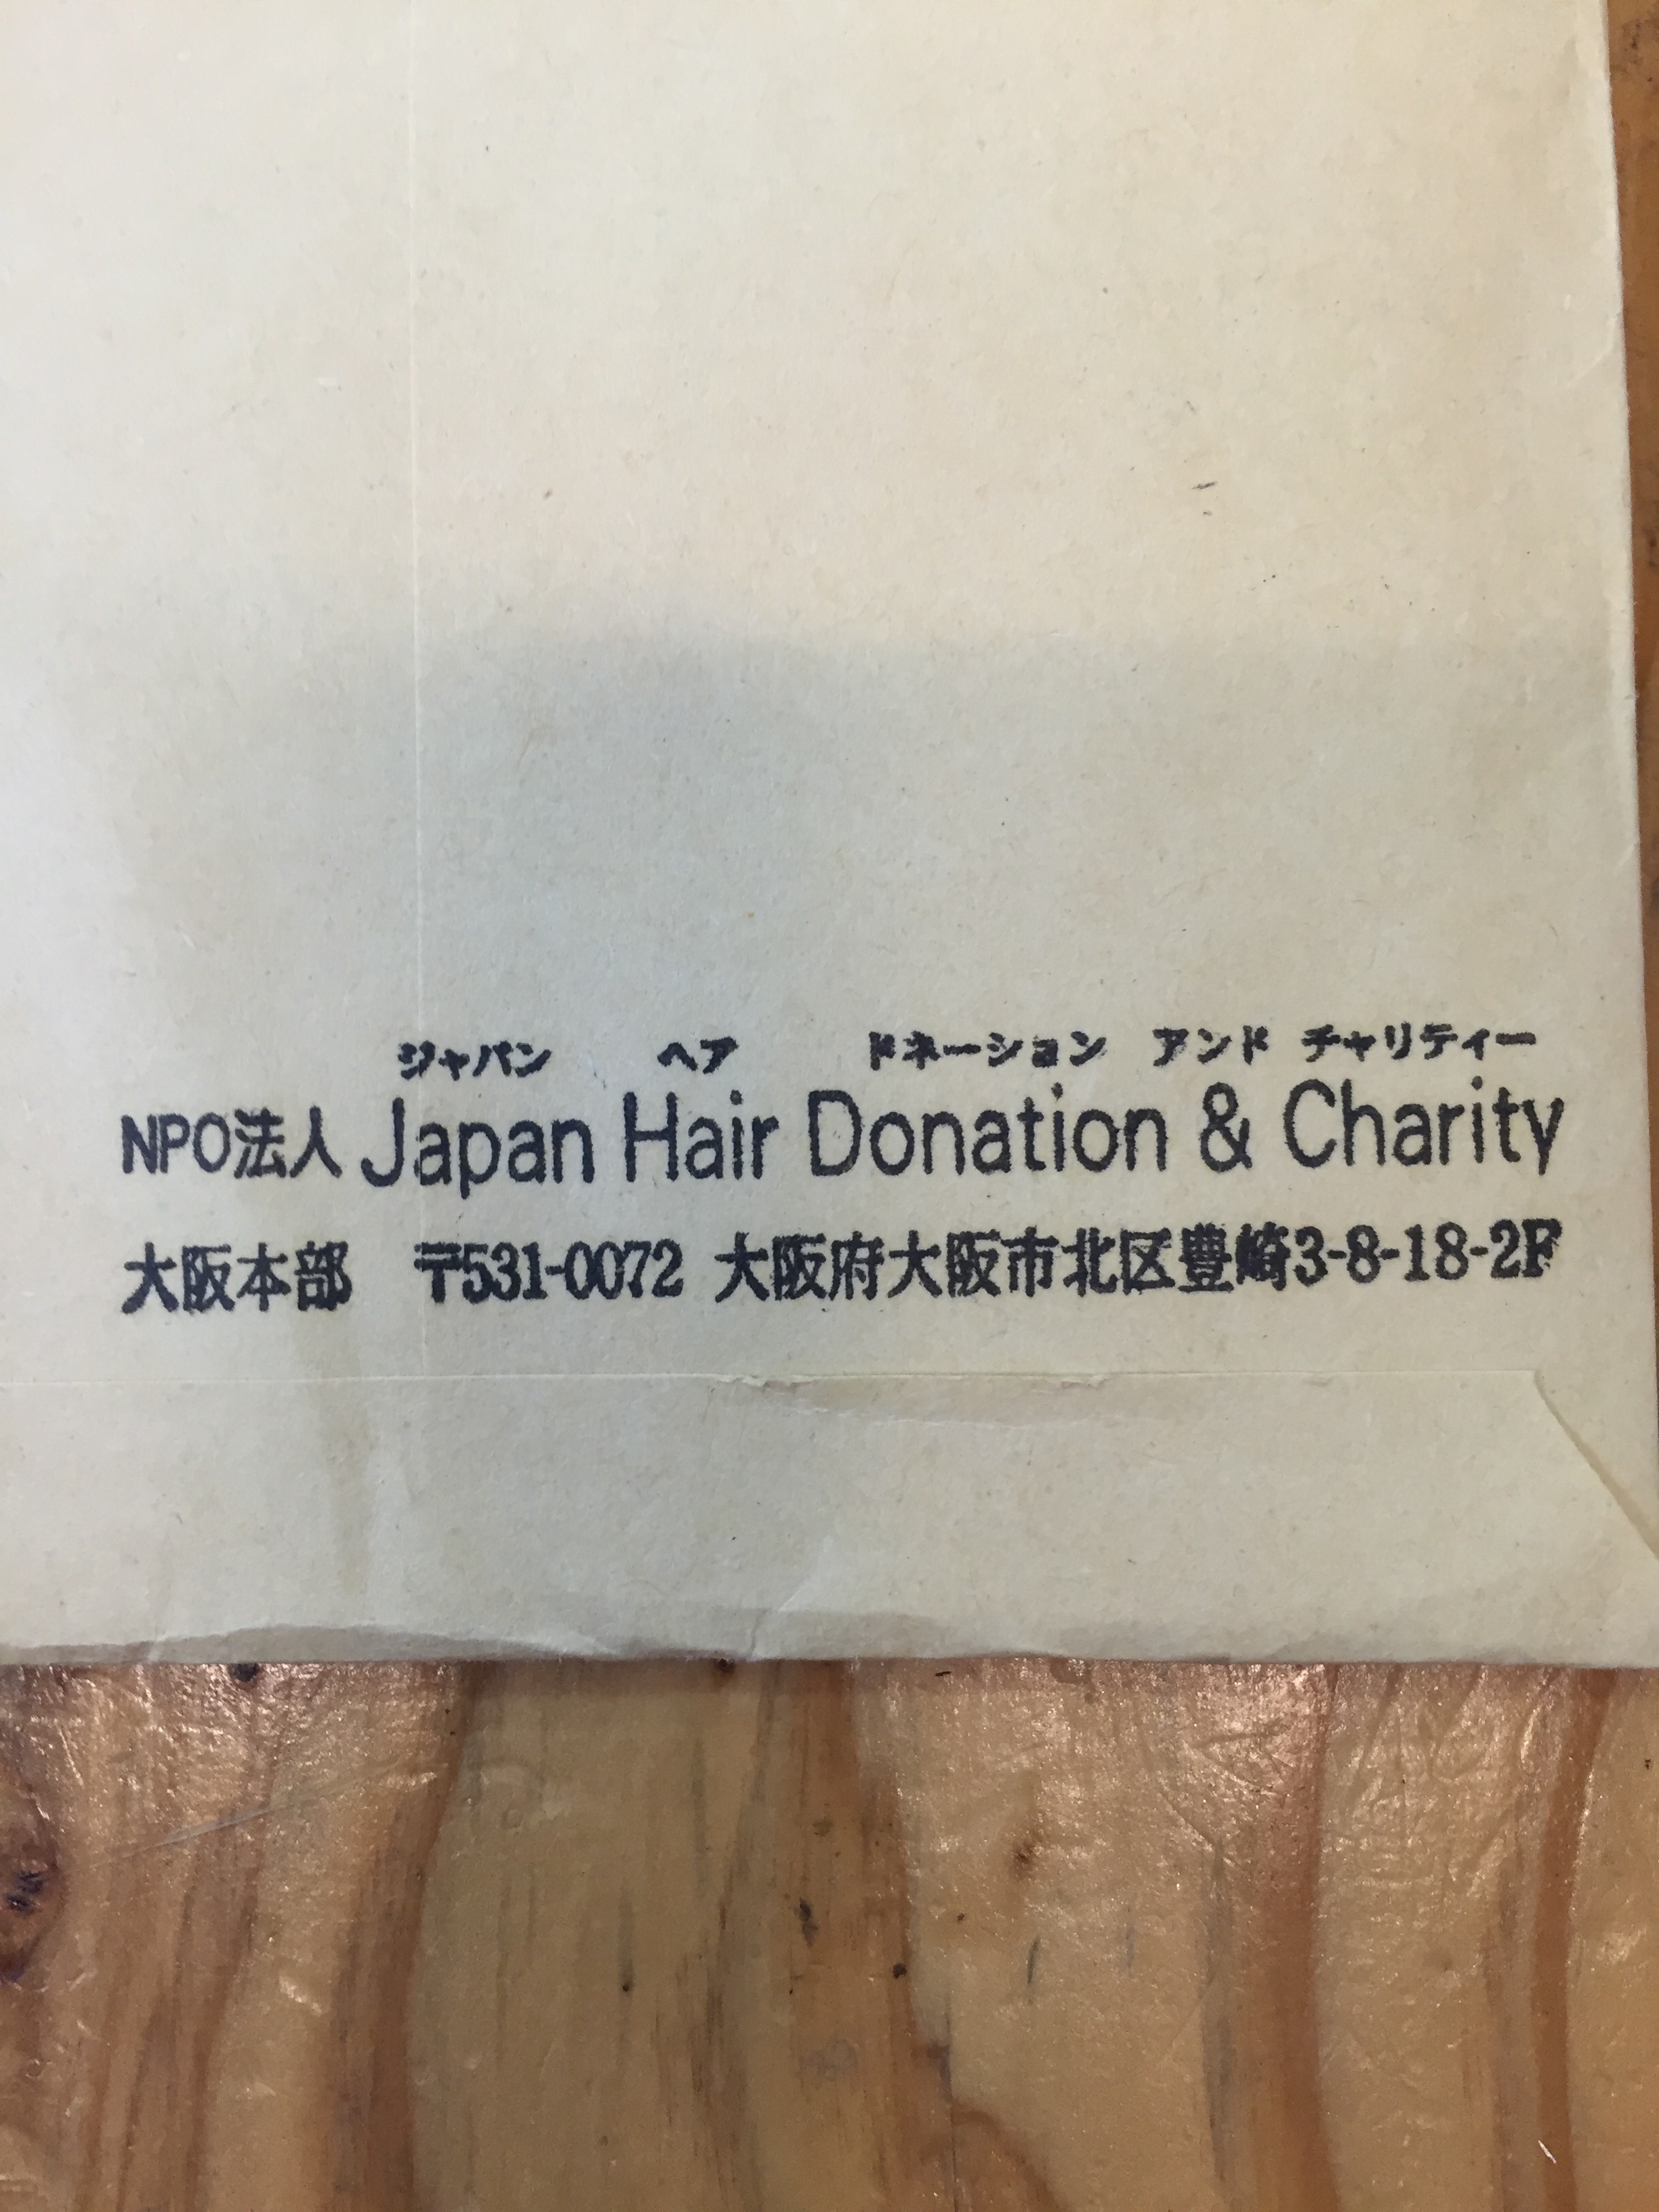 ジャパン ヘア ドネーション アンド チャリティー
NPO法人 Japan Hair Donation & Charity
大阪本部 〒531-0072 大阪府大阪市北区豊崎3-8-18-2F